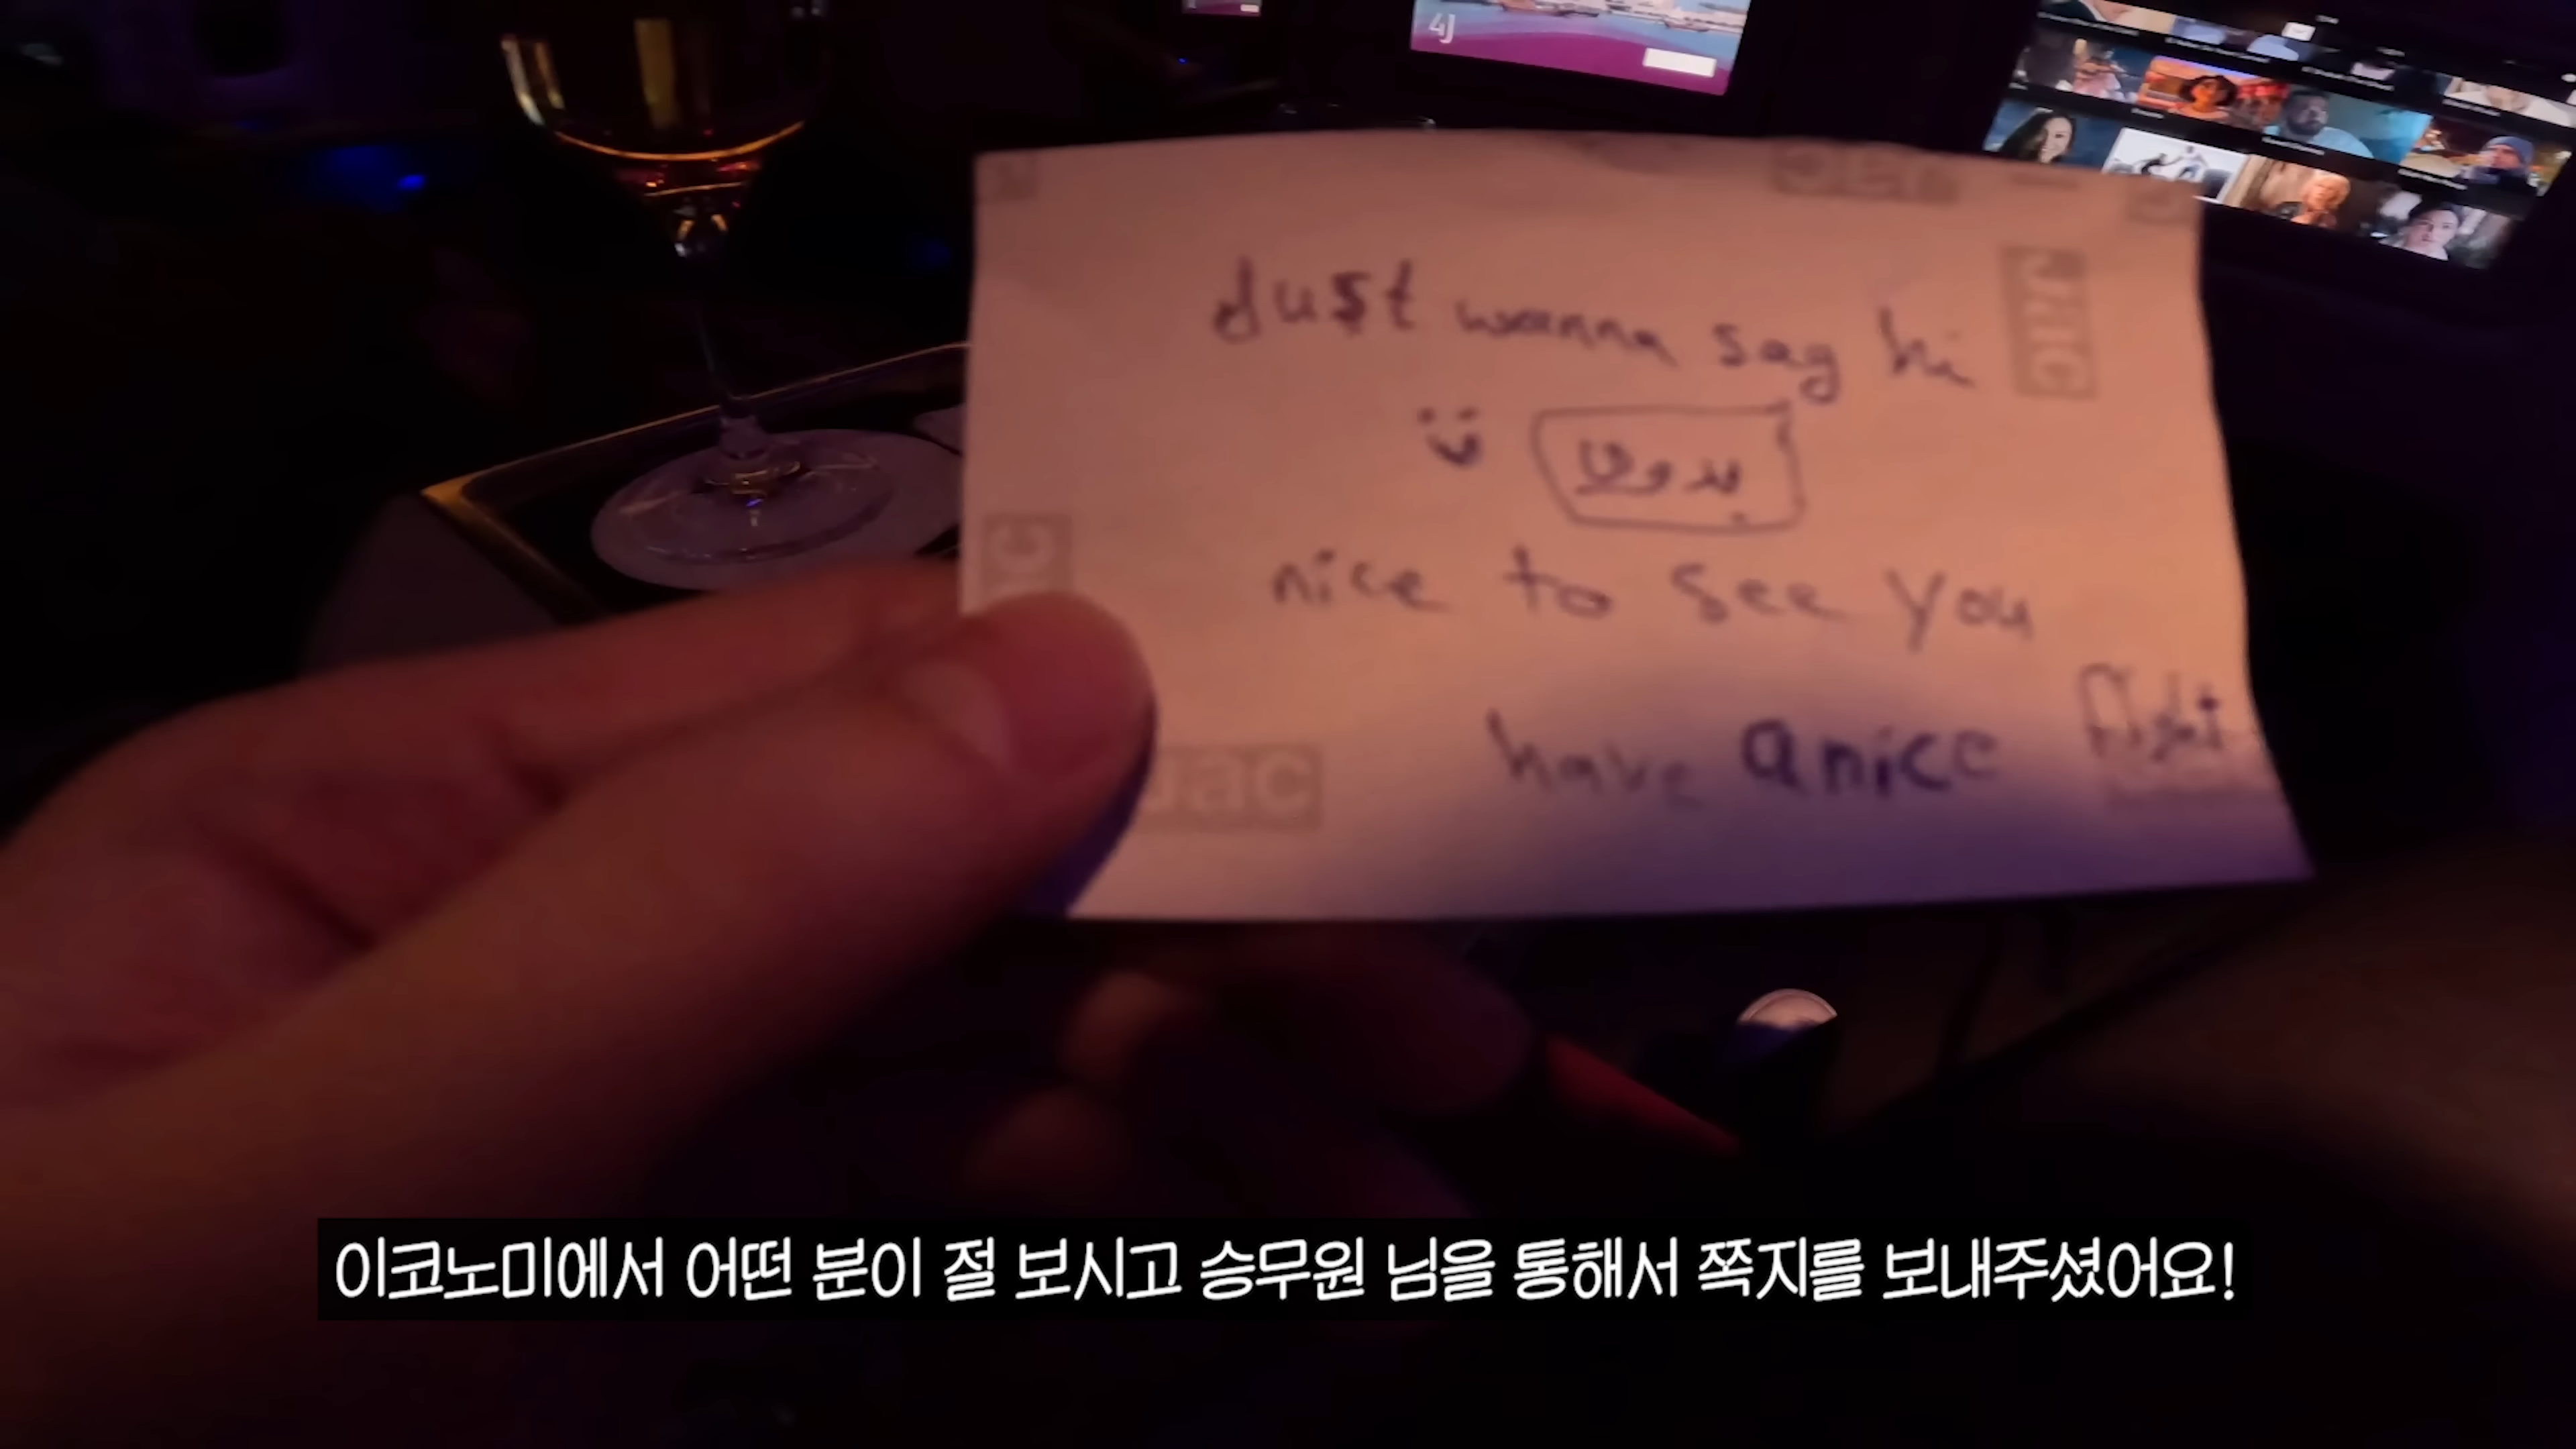 4J
Just wanna say hi
nice to see you
have a nice flight
이코노미에서 어떤 분이 절 보시고 승무원 님을 통해서 쪽지를 보내주셨어요!